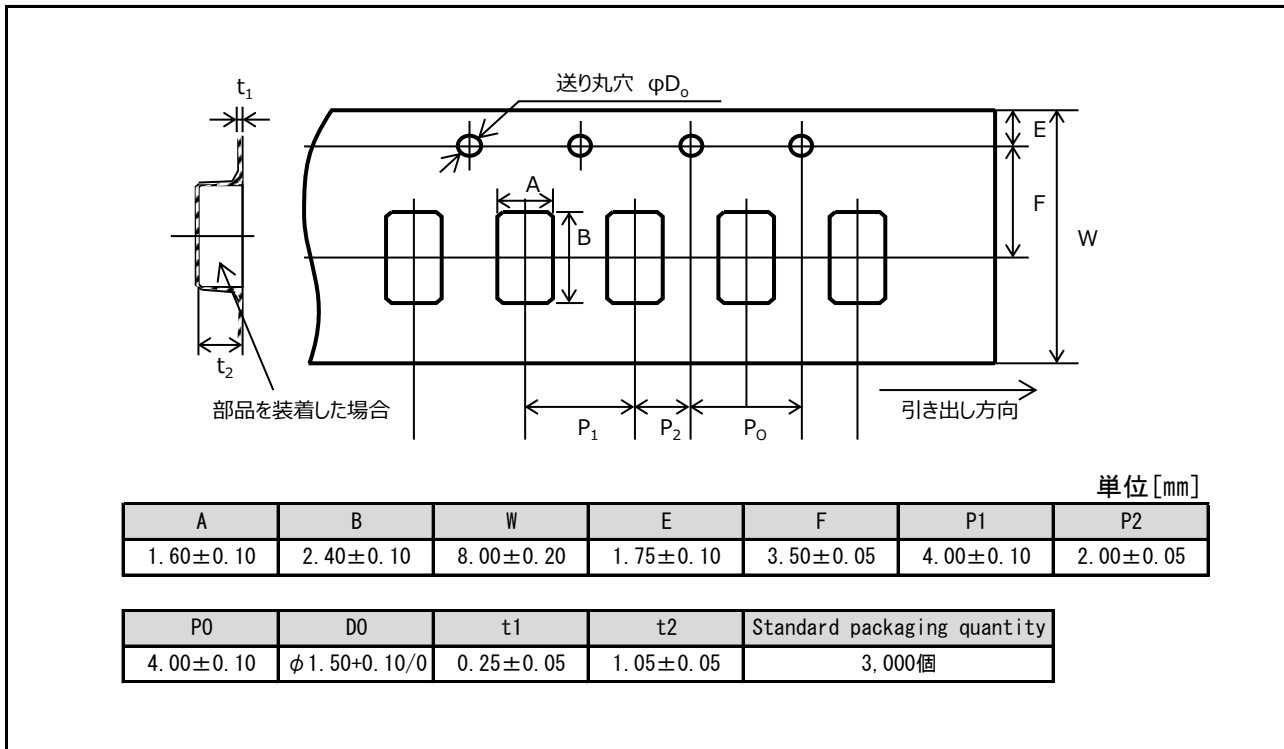 送り丸穴 φD₀
t₁
E
A
F
B
W
t₂
部品を装着した場合
引き出し方向
P₁
P₂
P₀
単位[mm]
A B W E F P1 P2
1.60±0.10 2.40±0.10 8.00±0.20 1.75±0.10 3.50±0.05 4.00±0.10 2.00±0.05
P0 D0 t1 t2 Standard packaging quantity
4.00±0.10 φ1.50+0.10/0 0.25±0.05 1.05±0.05 3,000個